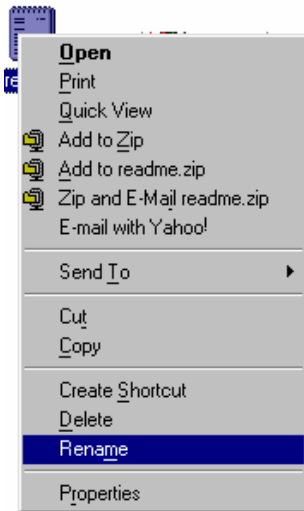 re
Open
Print
Quick View
Add to Zip
Add to readme.zip
Zip and E-Mail readme.zip
E-mail with Yahoo!
Send To
Cut
Copy
Create Shortcut
Delete
Rename
Properties